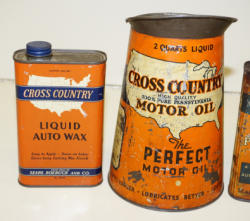 CROSS COUNTRY
LIQUID
AUTO WAX
SEARS, ROEBUCK AND CO.
2 QUARTS LIQUID
CROSS COUNTRY
HIGH QUALITY
100% PURE PENNSYLVANIA
MOTOR OIL
The
PERFECT
MOTOR OIL
LUBRICATES BETTER